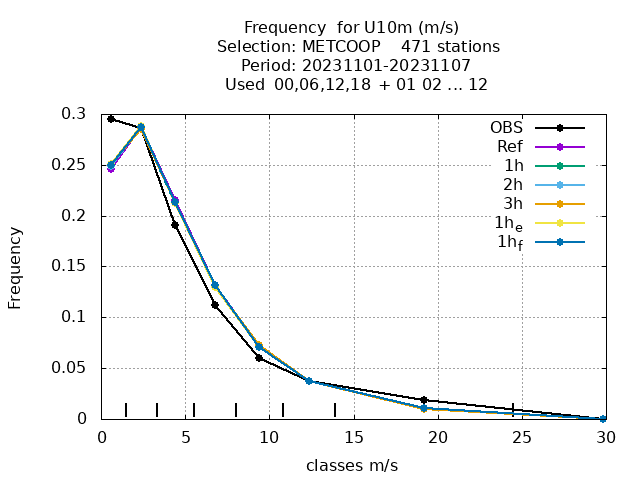 Frequency  for U10m (m/s)
Selection: METCOOP    471 stations
Period: 20231101-20231107
Used  00,06,12,18 + 01 02 ... 12
0.3
0.25
0.2
0.15
0.1
0.05
0
Frequency
OBS
Ref
1h
2h
3h
1h_e
1h_f
0 5 10 15 20 25 30
classes m/s